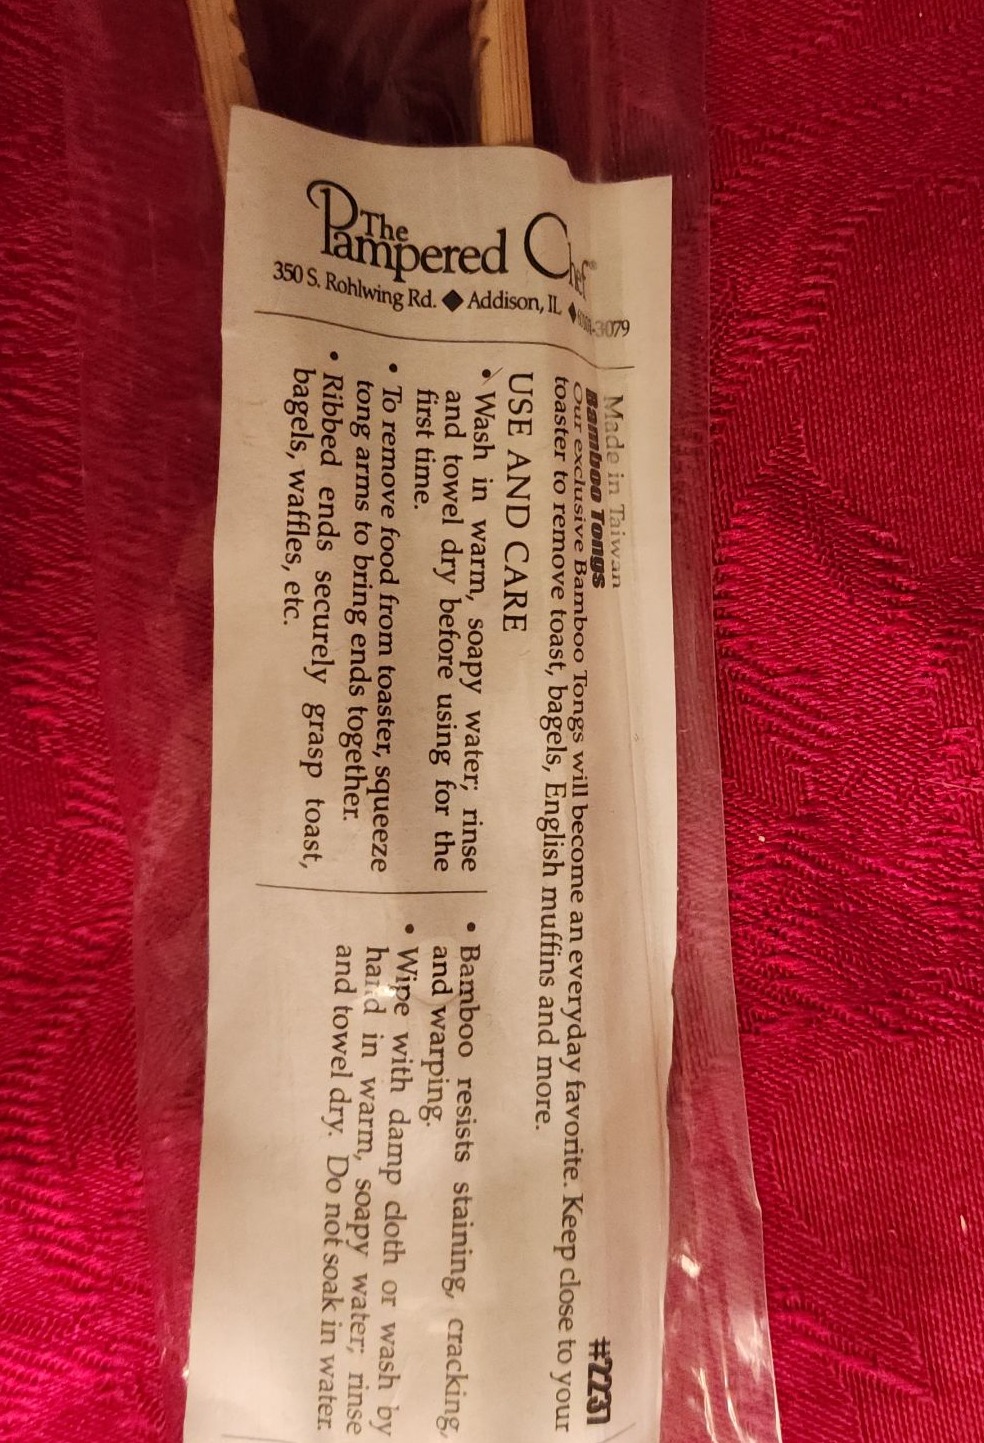 The
Pampered Chef
350 S. Rohlwing Rd. ◆ Addison, IL ◆ -3079
Made in Taiwan
Bamboo Tongs #2231
Our exclusive Bamboo Tongs will become an everyday favorite. Keep close to your
toaster to remove toast, bagels, English muffins and more.
USE AND CARE
• Wash in warm, soapy water; rinse
and towel dry before using for the
first time.
• To remove food from toaster, squeeze
tong arms to bring ends together.
• Ribbed ends securely grasp toast,
bagels, waffles, etc.
• Bamboo resists staining, cracking,
and warping.
• Wipe with damp cloth or wash by
hand in warm, soapy water; rinse
and towel dry. Do not soak in water.